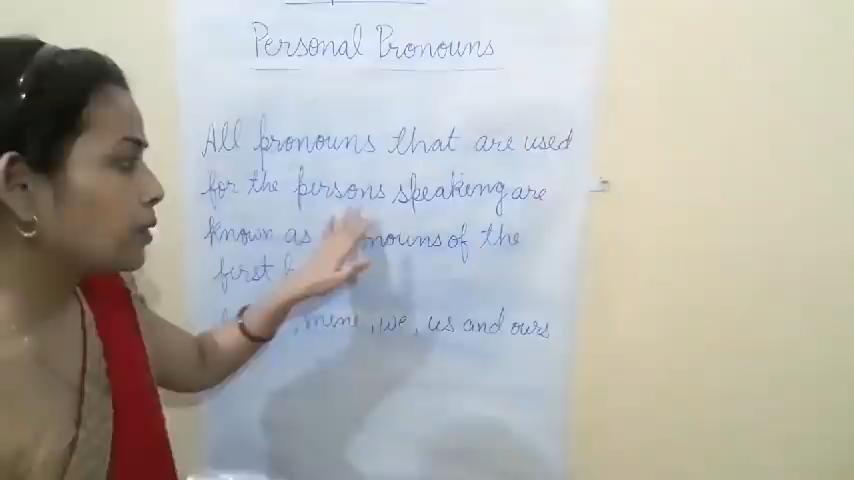 Personal Pronouns
All pronouns that are used
for the persons speaking are
known as nouns of the
first
, mine, we, us and ours